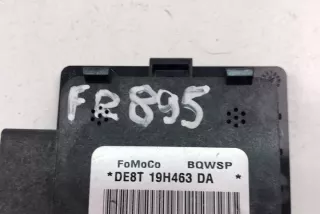 FR895
FoMoCo BQWSP
*DE8T 19H463 DA *